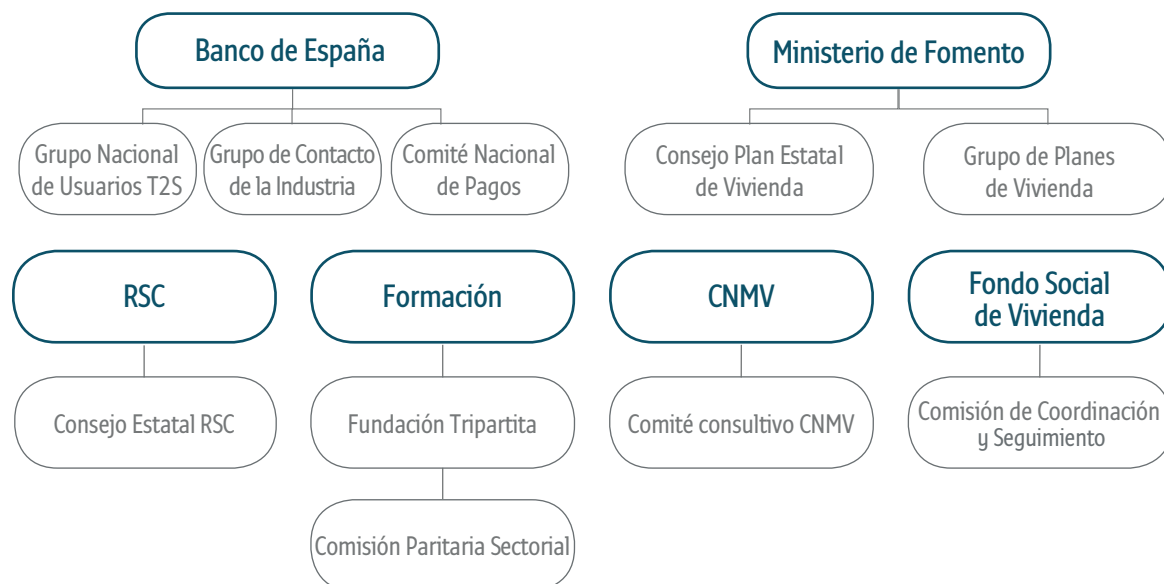 Banco de España
Ministerio de Fomento
Grupo Nacional
de Usuarios T2S
Grupo de Contacto
de la Industria
Comité Nacional
de Pagos
Consejo Plan Estatal
de Vivienda
Grupo de Planes
de Vivienda
RSC
Formación
CNMV
Fondo Social
de Vivienda
Consejo Estatal RSC
Fundación Tripartita
Comité consultivo CNMV
Comisión de Coordinación
y Seguimiento
Comisión Paritaria Sectorial